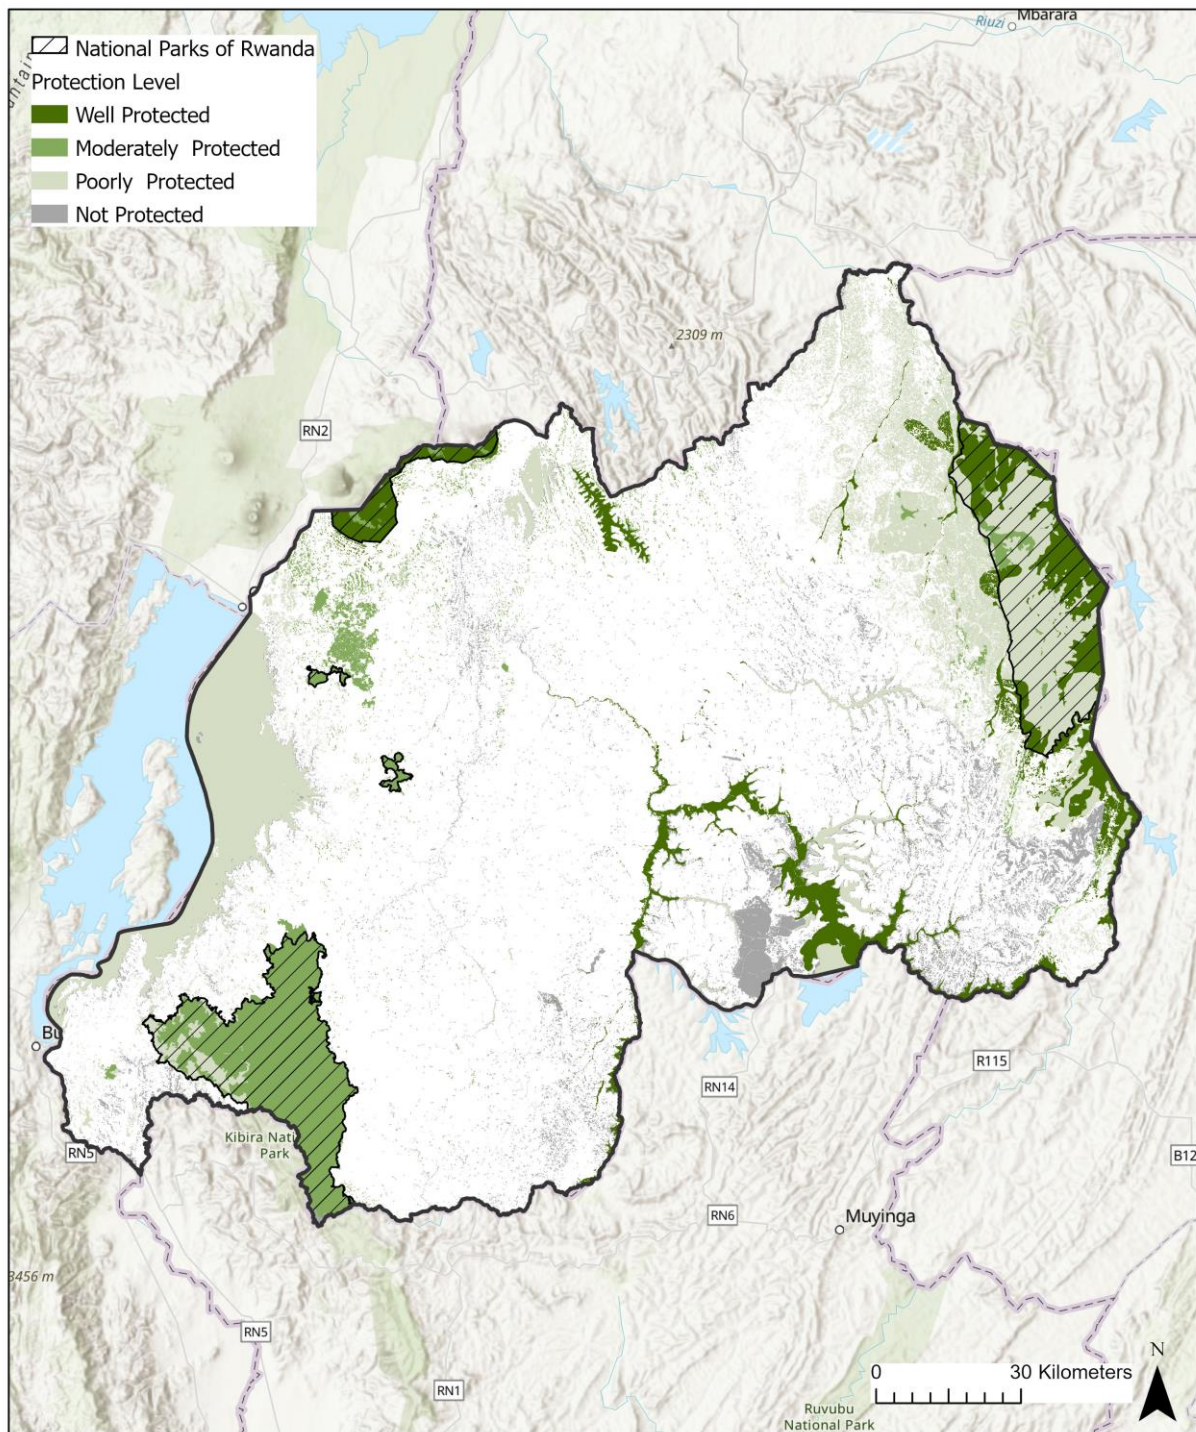 Riuzi
Mbarara
National Parks of Rwanda
Protection Level
Well Protected
Moderately Protected
Poorly Protected
Not Protected
2309 m
RN2
Bu
RN14
R115
Kibira Nati
Park
RN5
B12
RN6
Muyinga
3456 m
RN5
0 30 Kilometers
N
RN1
Ruvubu
National Park